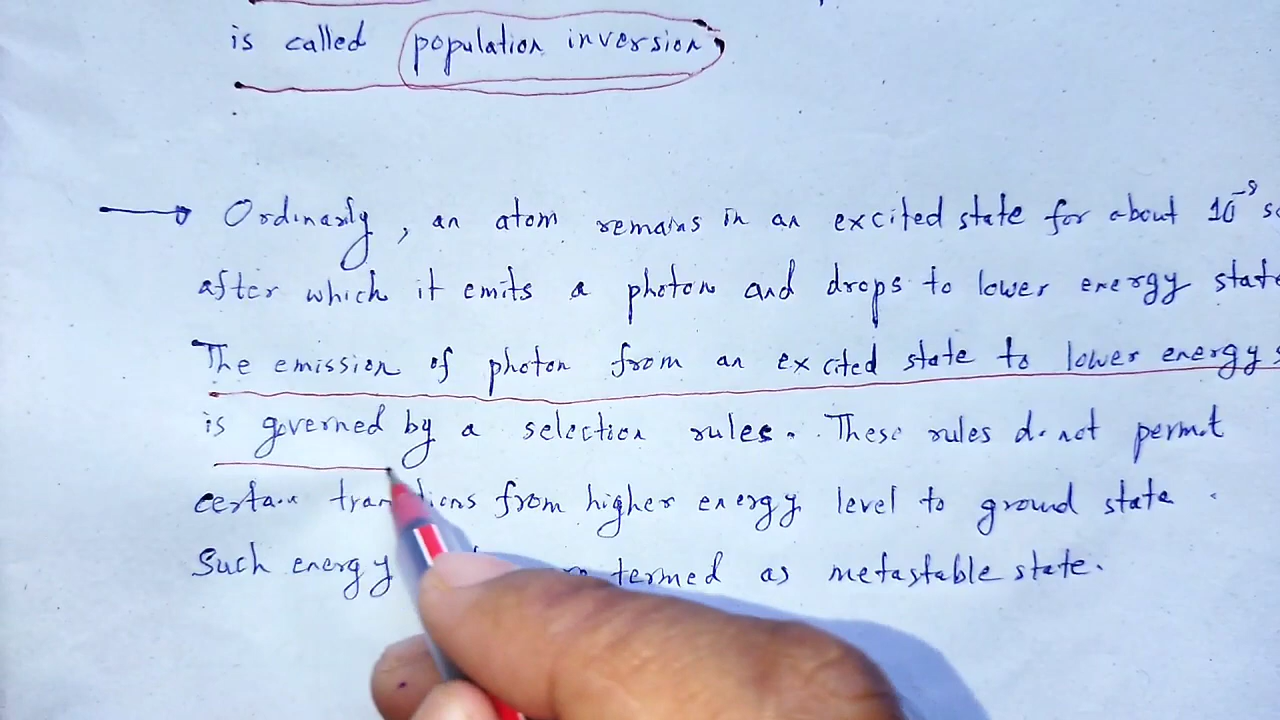 is called population inversion,
Ordinarily, an atom remains in an excited state for about 10
after which it emits a photon and drops to lower energy state
The emission of photon from an excited state to lower energy
is governed by a selection rules. These rules do not permit
certain from higher energy level to ground state.
Such energy termed as metastable state.